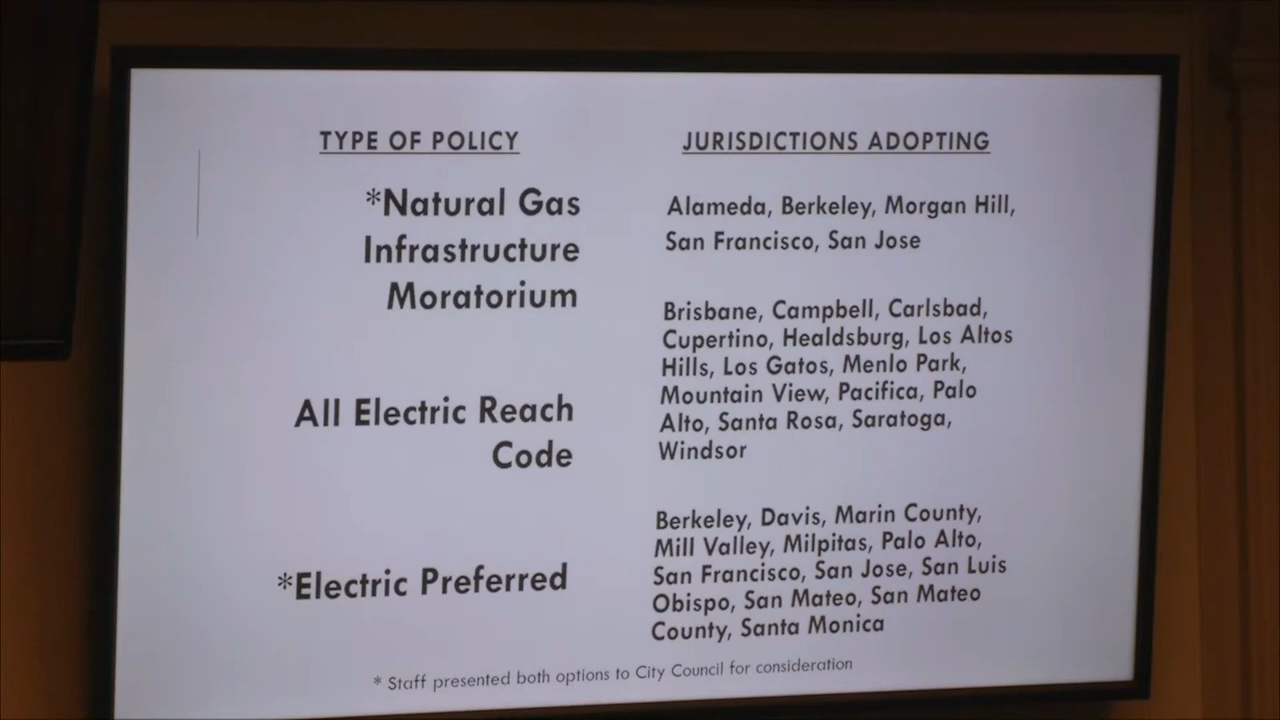 TYPE OF POLICY
JURISDICTIONS ADOPTING
*Natural Gas
Infrastructure
Moratorium
Alameda, Berkeley, Morgan Hill,
San Francisco, San Jose
All Electric Reach
Code
Brisbane, Campbell, Carlsbad,
Cupertino, Healdsburg, Los Altos
Hills, Los Gatos, Menlo Park,
Mountain View, Pacifica, Palo
Alto, Santa Rosa, Saratoga,
Windsor
*Electric Preferred
Berkeley, Davis, Marin County,
Mill Valley, Milpitas, Palo Alto,
San Francisco, San Jose, San Luis
Obispo, San Mateo, San Mateo
County, Santa Monica
* Staff presented both options to City Council for consideration